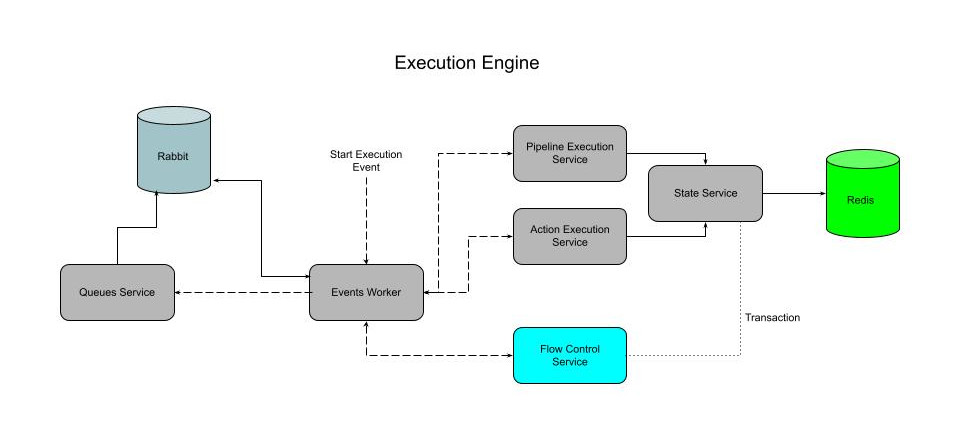 Execution Engine
Rabbit
Start Execution
Event
Pipeline Execution
Service
State Service
Redis
Action Execution
Service
Queues Service
Events Worker
Transaction
Flow Control
Service